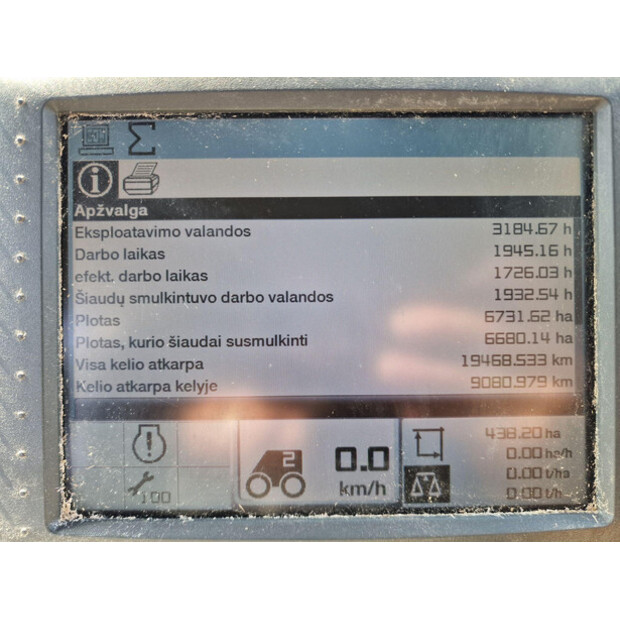 Apžvalga
Eksploatavimo valandos 3184.67 h
Darbo laikas 1945.16 h
efekt. darbo laikas 1726.03 h
Šiaudų smulkintuvo darbo valandos 1932.54 h
Plotas 6731.62 ha
Plotas, kurio šiaudai susmulkinti 6680.14 ha
Visa kelio atkarpa 19468.533 km
Kelio atkarpa kelyje 9080.979 km
438.20 ha
2 0.0 0.00 ha/h
km/h 0.00 t/ha
100 0.00 t/h